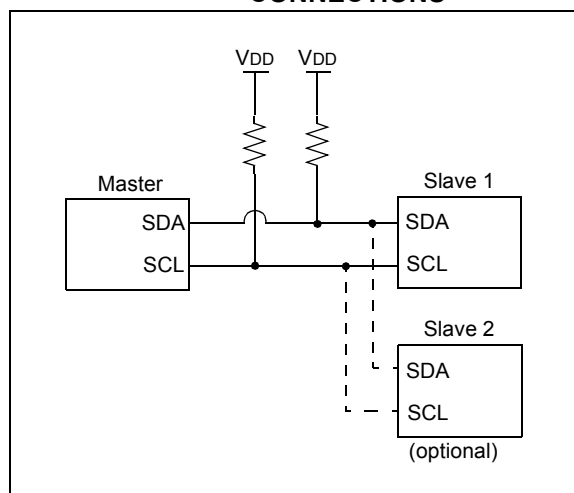 CONNECTIONS
VDD VDD
Master
Slave 1
SDA
SDA
SCL
SCL
Slave 2
SDA
SCL
(optional)